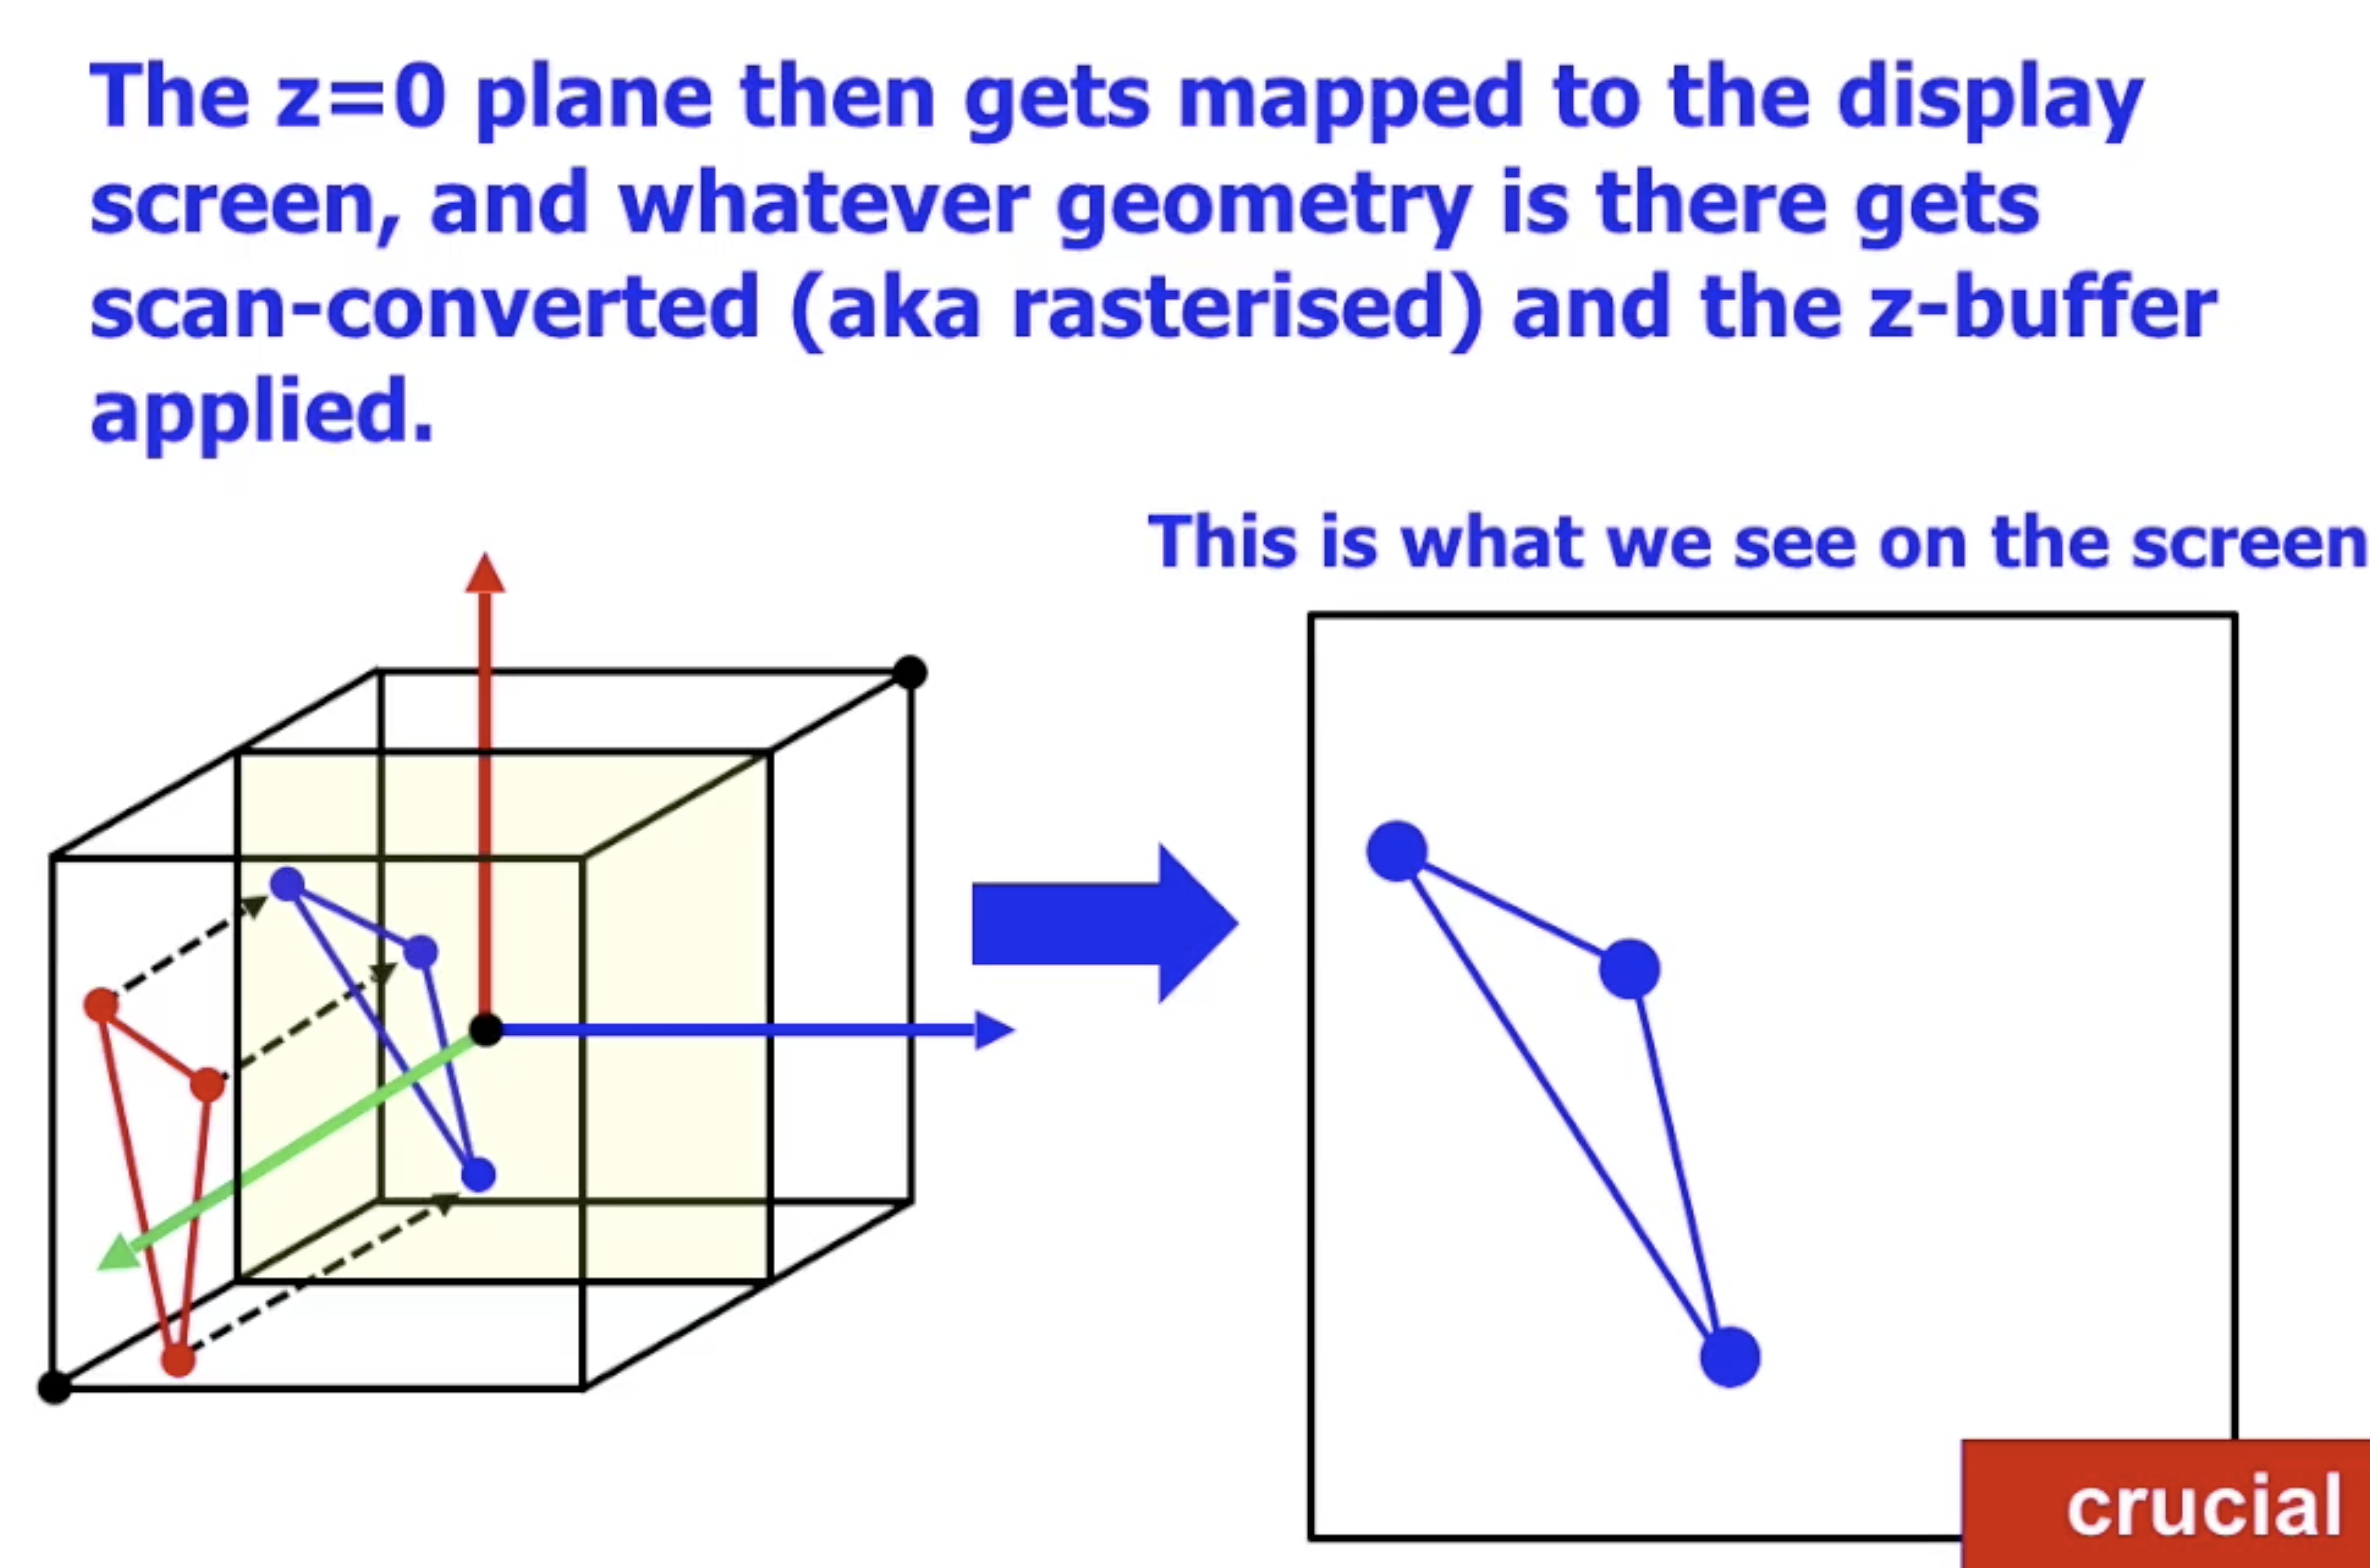 The z=0 plane then gets mapped to the display
screen, and whatever geometry is there gets
scan-converted (aka rasterised) and the z-buffer
applied.
This is what we see on the screen
crucial